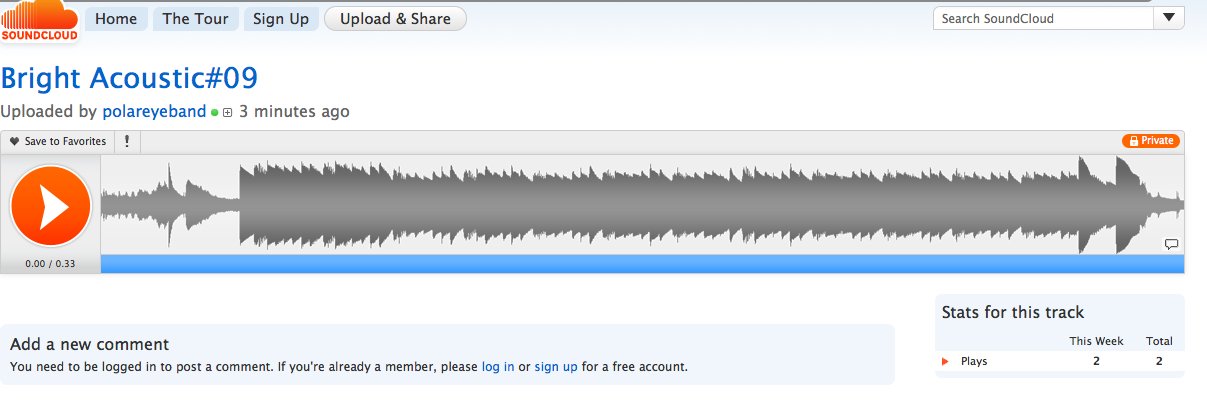 SOUNDCLOUD
Home The Tour Sign Up Upload & Share Search SoundCloud
Bright Acoustic#09
Uploaded by polareyeband 3 minutes ago
Save to Favorites ! Private
0.00 / 0.33
Stats for this track
This Week Total
Plays 2 2
Add a new comment
You need to be logged in to post a comment. If you're already a member, please log in or sign up for a free account.